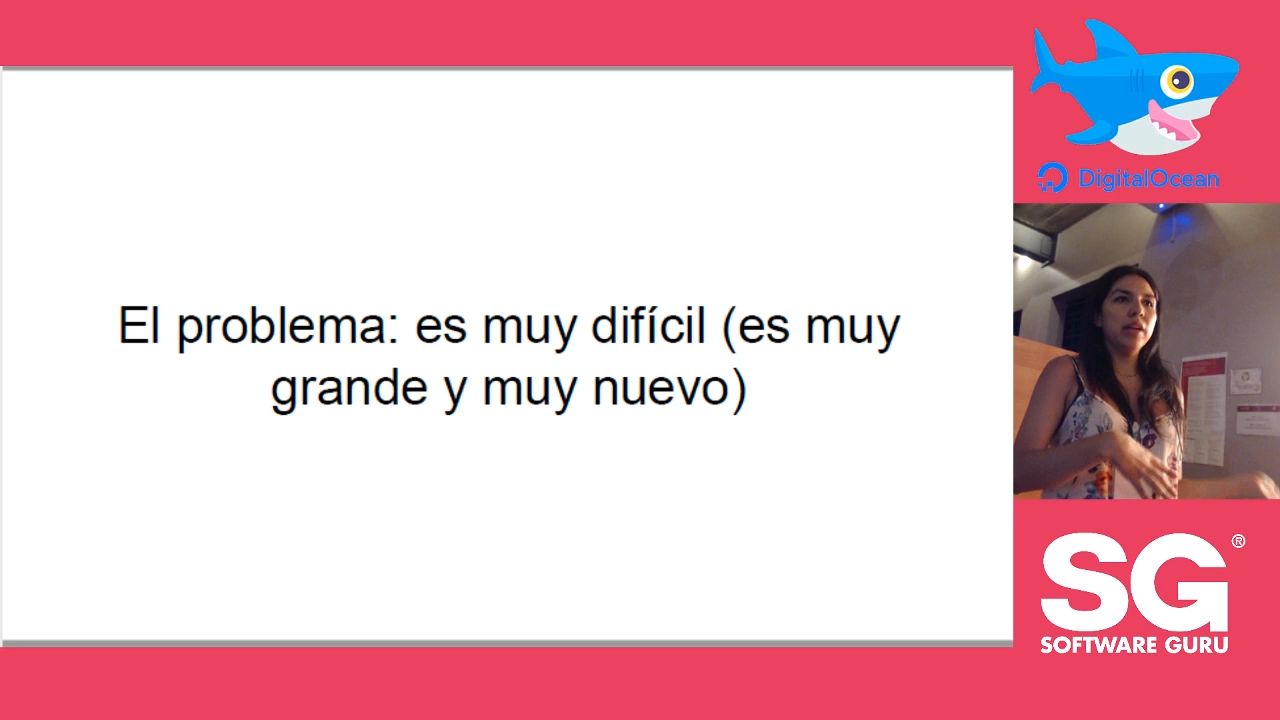 El problema: es muy difícil (es muy
grande y muy nuevo)
DigitalOcean
SG®
SOFTWARE GURU